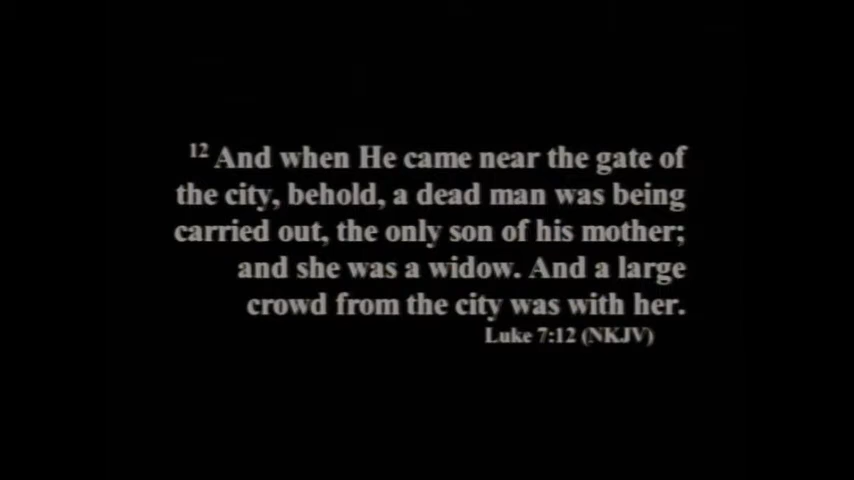 12 And when He came near the gate of
the city, behold, a dead man was being
carried out, the only son of his mother;
and she was a widow. And a large
crowd from the city was with her.
Luke 7:12 (NKJV)